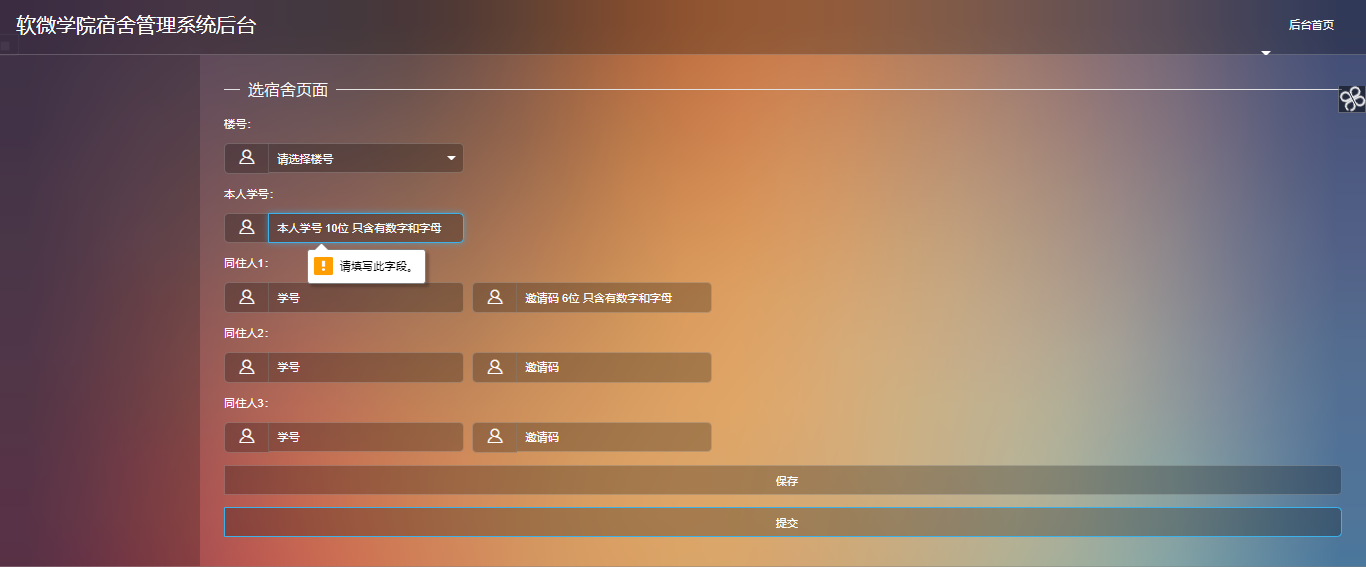 软微学院宿舍管理系统后台
后台首页
选宿舍页面
楼号：
请选择楼号
本人学号：
本人学号 10位 只含有数字和字母
请填写此字段。
同住人1：
学号
邀请码 6位 只含有数字和字母
同住人2：
学号
邀请码
同住人3：
学号
邀请码
保存
提交